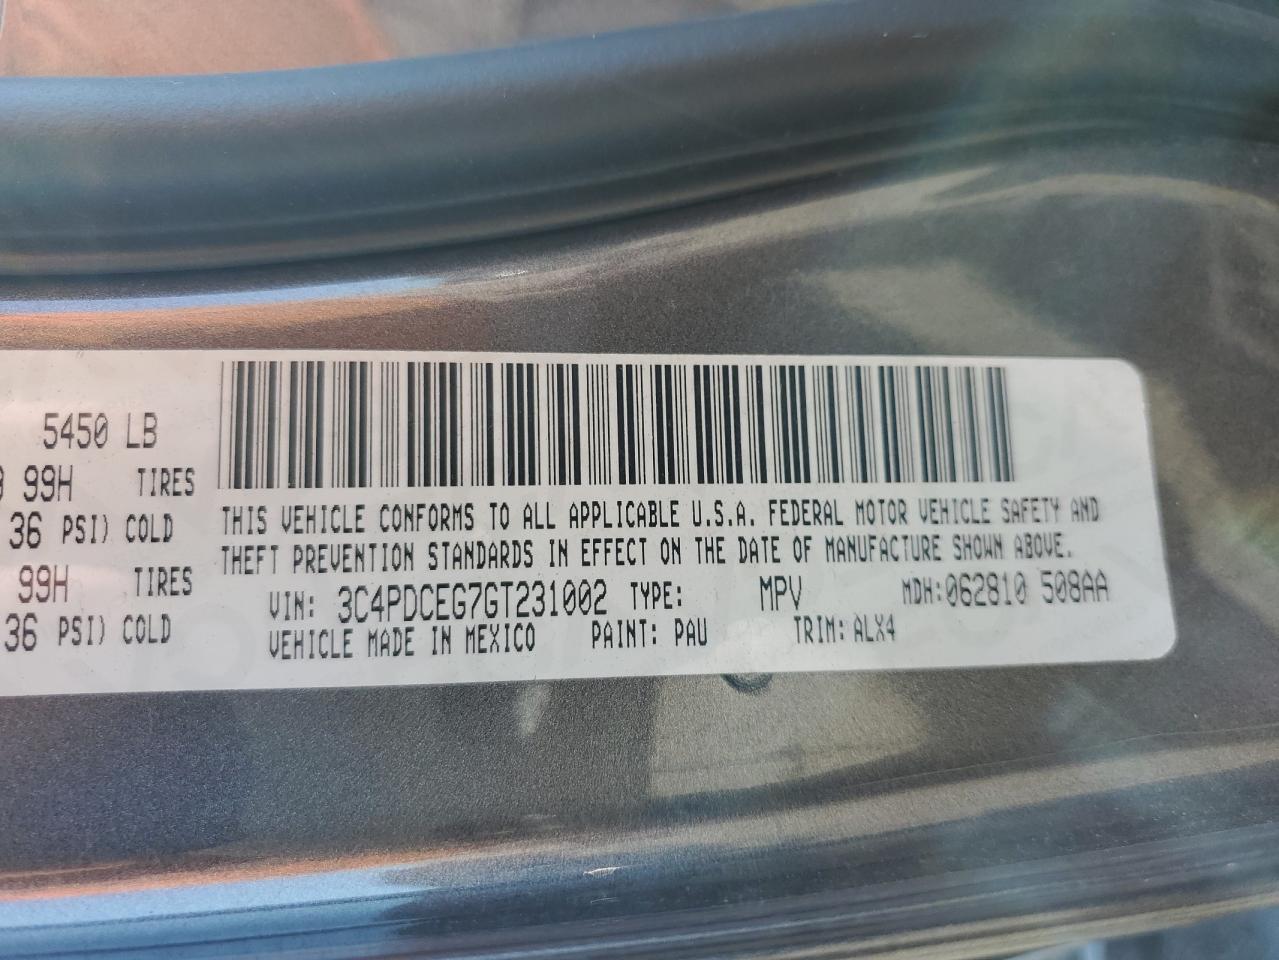 5450 LB
99H TIRES
36 PSI) COLD
99H TIRES
36 PSI) COLD
THIS VEHICLE CONFORMS TO ALL APPLICABLE U.S.A. FEDERAL MOTOR VEHICLE SAFETY AND
THEFT PREVENTION STANDARDS IN EFFECT ON THE DATE OF MANUFACTURE SHOWN ABOVE.
VIN: 3C4PDCEG7GT231002 TYPE: MPV MDH:062810 508AA
VEHICLE MADE IN MEXICO PAINT: PAU TRIM: ALX4